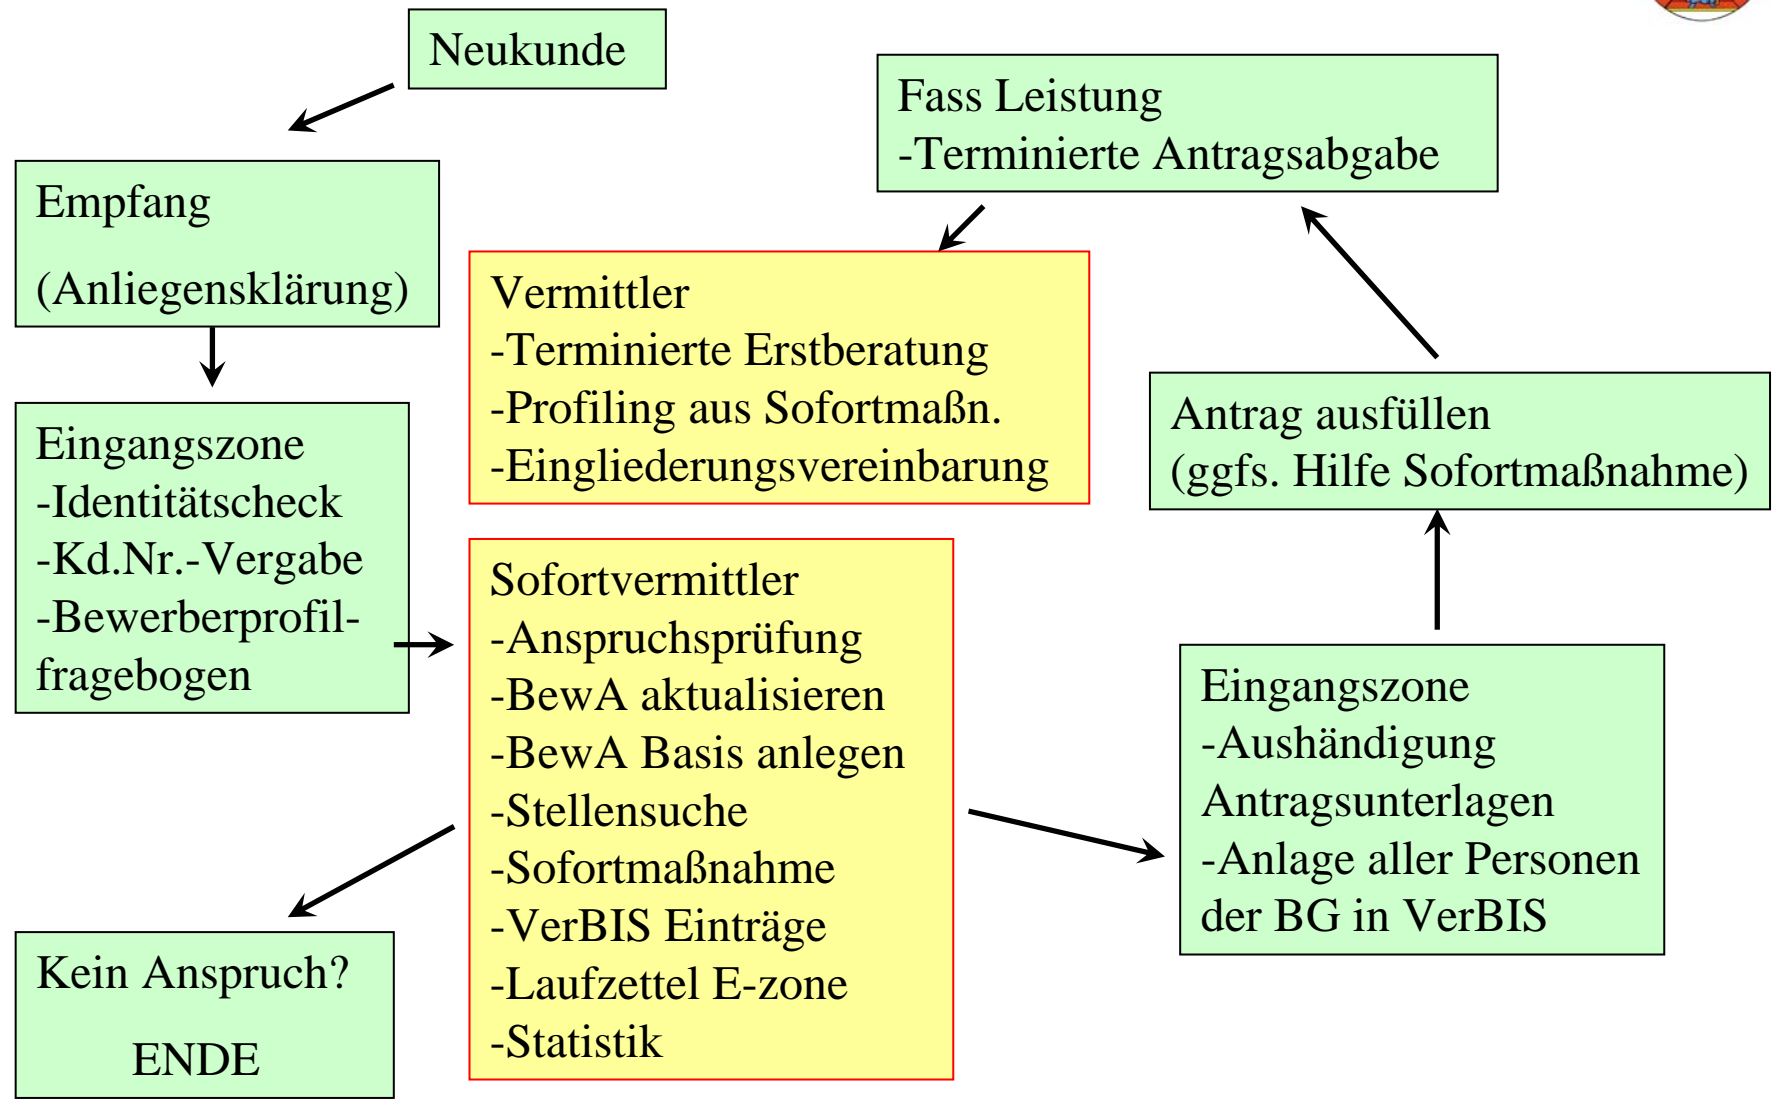 Neukunde
Empfang
(Anliegensklärung)
Eingangszone
-Identitätscheck
-Kd.Nr.-Vergabe
-Bewerberprofil-
fragebogen
Sofortvermittler
-Anspruchsprüfung
-BewA aktualisieren
-BewA Basis anlegen
-Stellensuche
-Sofortmaßnahme
-VerBIS Einträge
-Laufzettel E-zone
-Statistik
Kein Anspruch?
ENDE
Eingangszone
-Aushändigung
Antragsunterlagen
-Anlage aller Personen
der BG in VerBIS
Antrag ausfüllen
(ggfs. Hilfe Sofortmaßnahme)
Fass Leistung
-Terminierte Antragsabgabe
Vermittler
-Terminierte Erstberatung
-Profiling aus Sofortmaßn.
-Eingliederungsvereinbarung